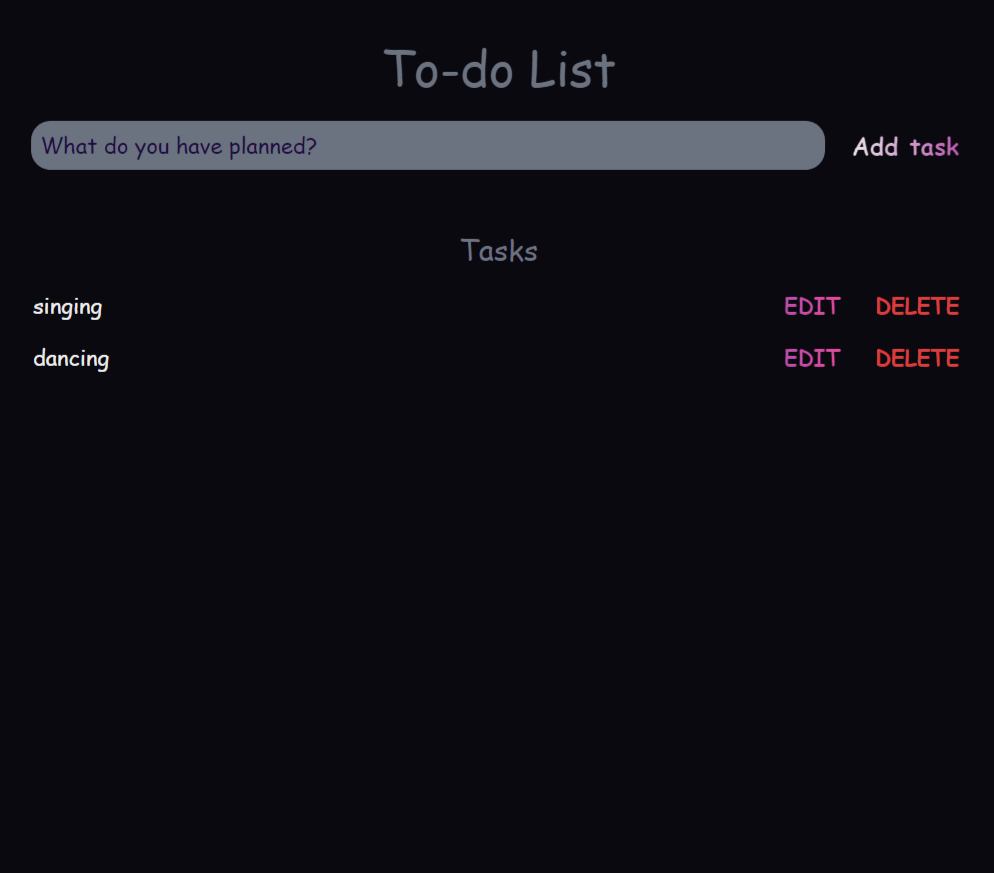 To-do List
What do you have planned? Add task
Tasks
singing EDIT DELETE
dancing EDIT DELETE